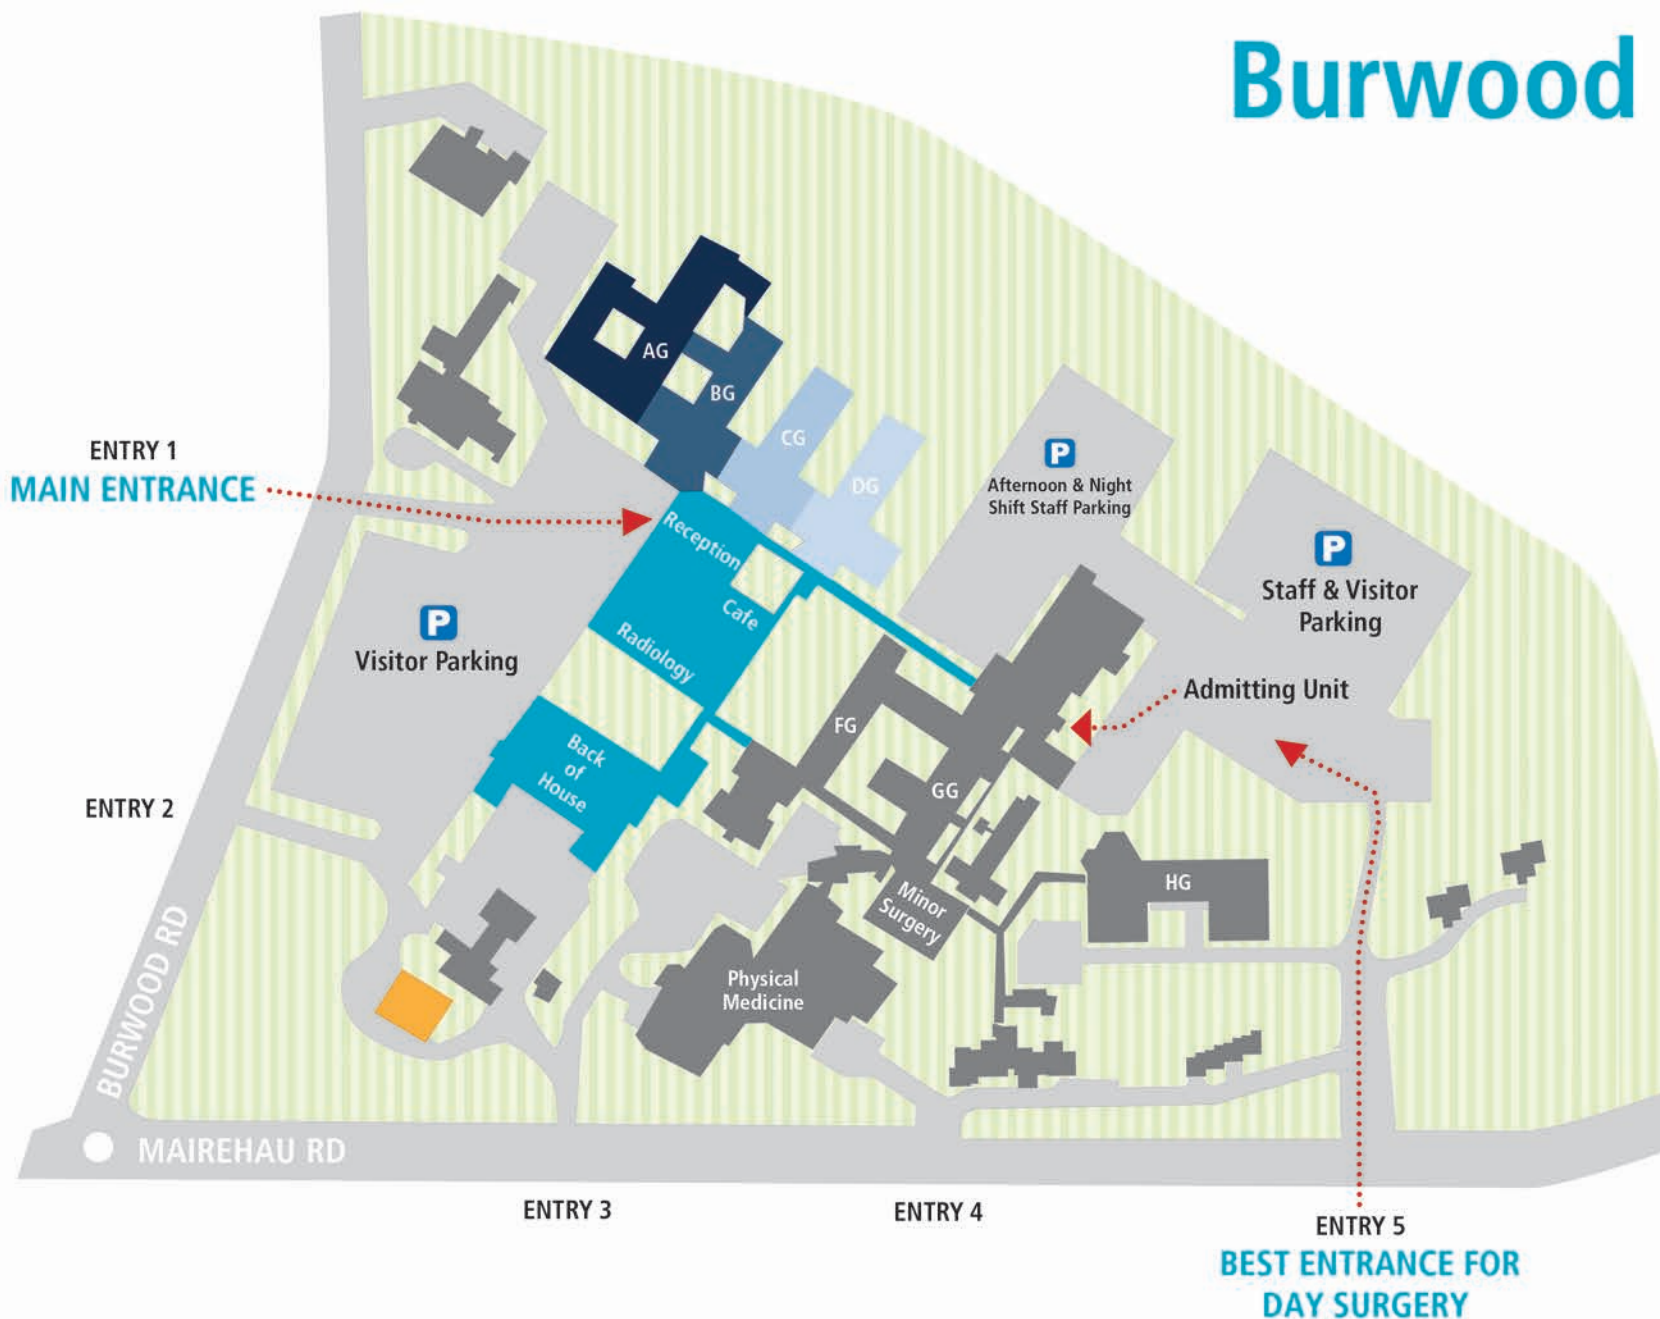 Burwood
ENTRY 1
MAIN ENTRANCE
AG
BG
CG
DG
P
Afternoon & Night
Shift Staff Parking
P
Staff & Visitor
Parking
Reception
Cafe
Radiology
P
Visitor Parking
Admitting Unit
FG
Back
of
House
GG
ENTRY 2
HG
Minor
Surgery
Physical
Medicine
BURWOOD RD
MAIREHAU RD
ENTRY 3
ENTRY 4
ENTRY 5
BEST ENTRANCE FOR
DAY SURGERY